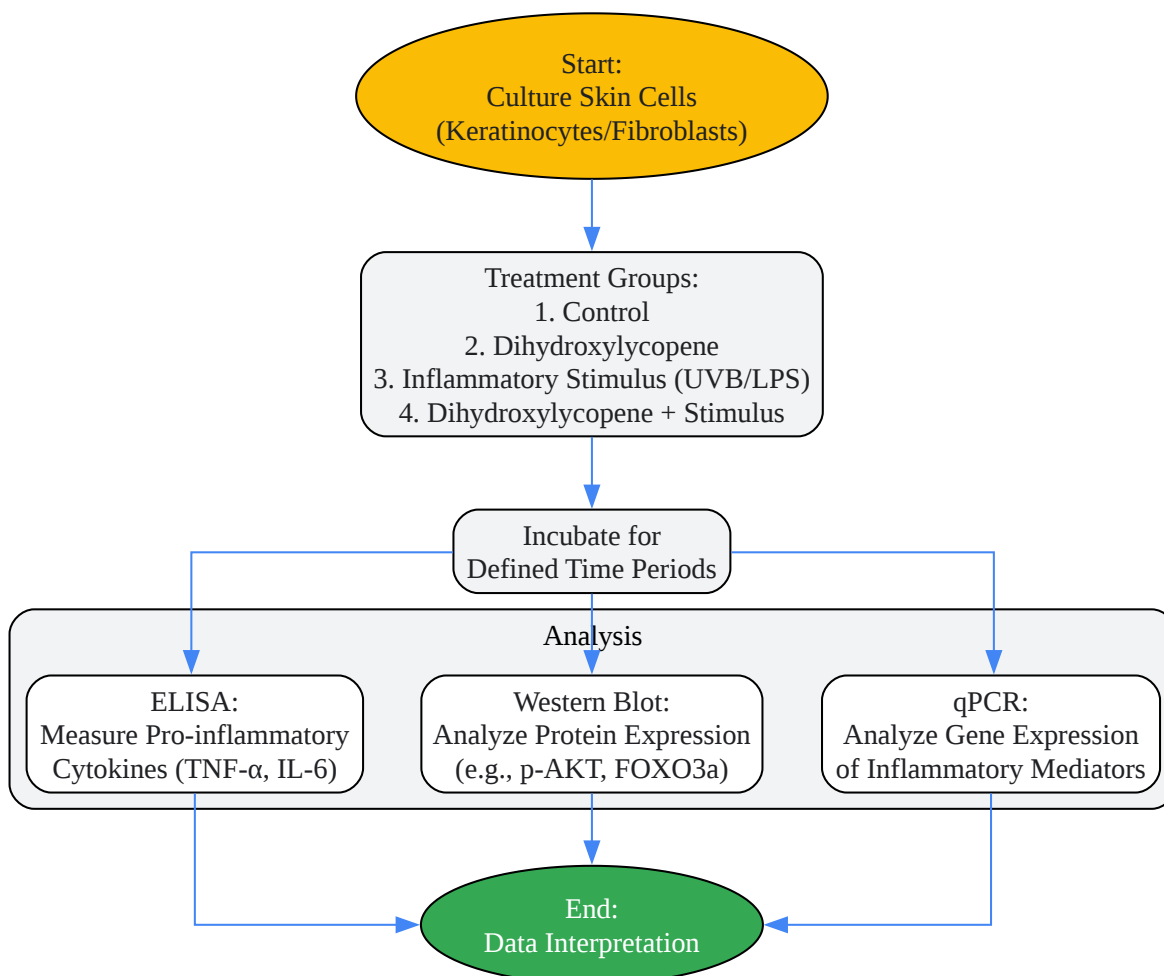 Start:
Culture Skin Cells
(Keratinocytes/Fibroblasts)
Treatment Groups:
1. Control
2. Dihydroxylycopene
3. Inflammatory Stimulus (UVB/LPS)
4. Dihydroxylycopene + Stimulus
Incubate for
Defined Time Periods
Analysis
ELISA:
Measure Pro-inflammatory
Cytokines (TNF-α, IL-6)
Western Blot:
Analyze Protein Expression
(e.g., p-AKT, FOXO3a)
qPCR:
Analyze Gene Expression
of Inflammatory Mediators
End:
Data Interpretation